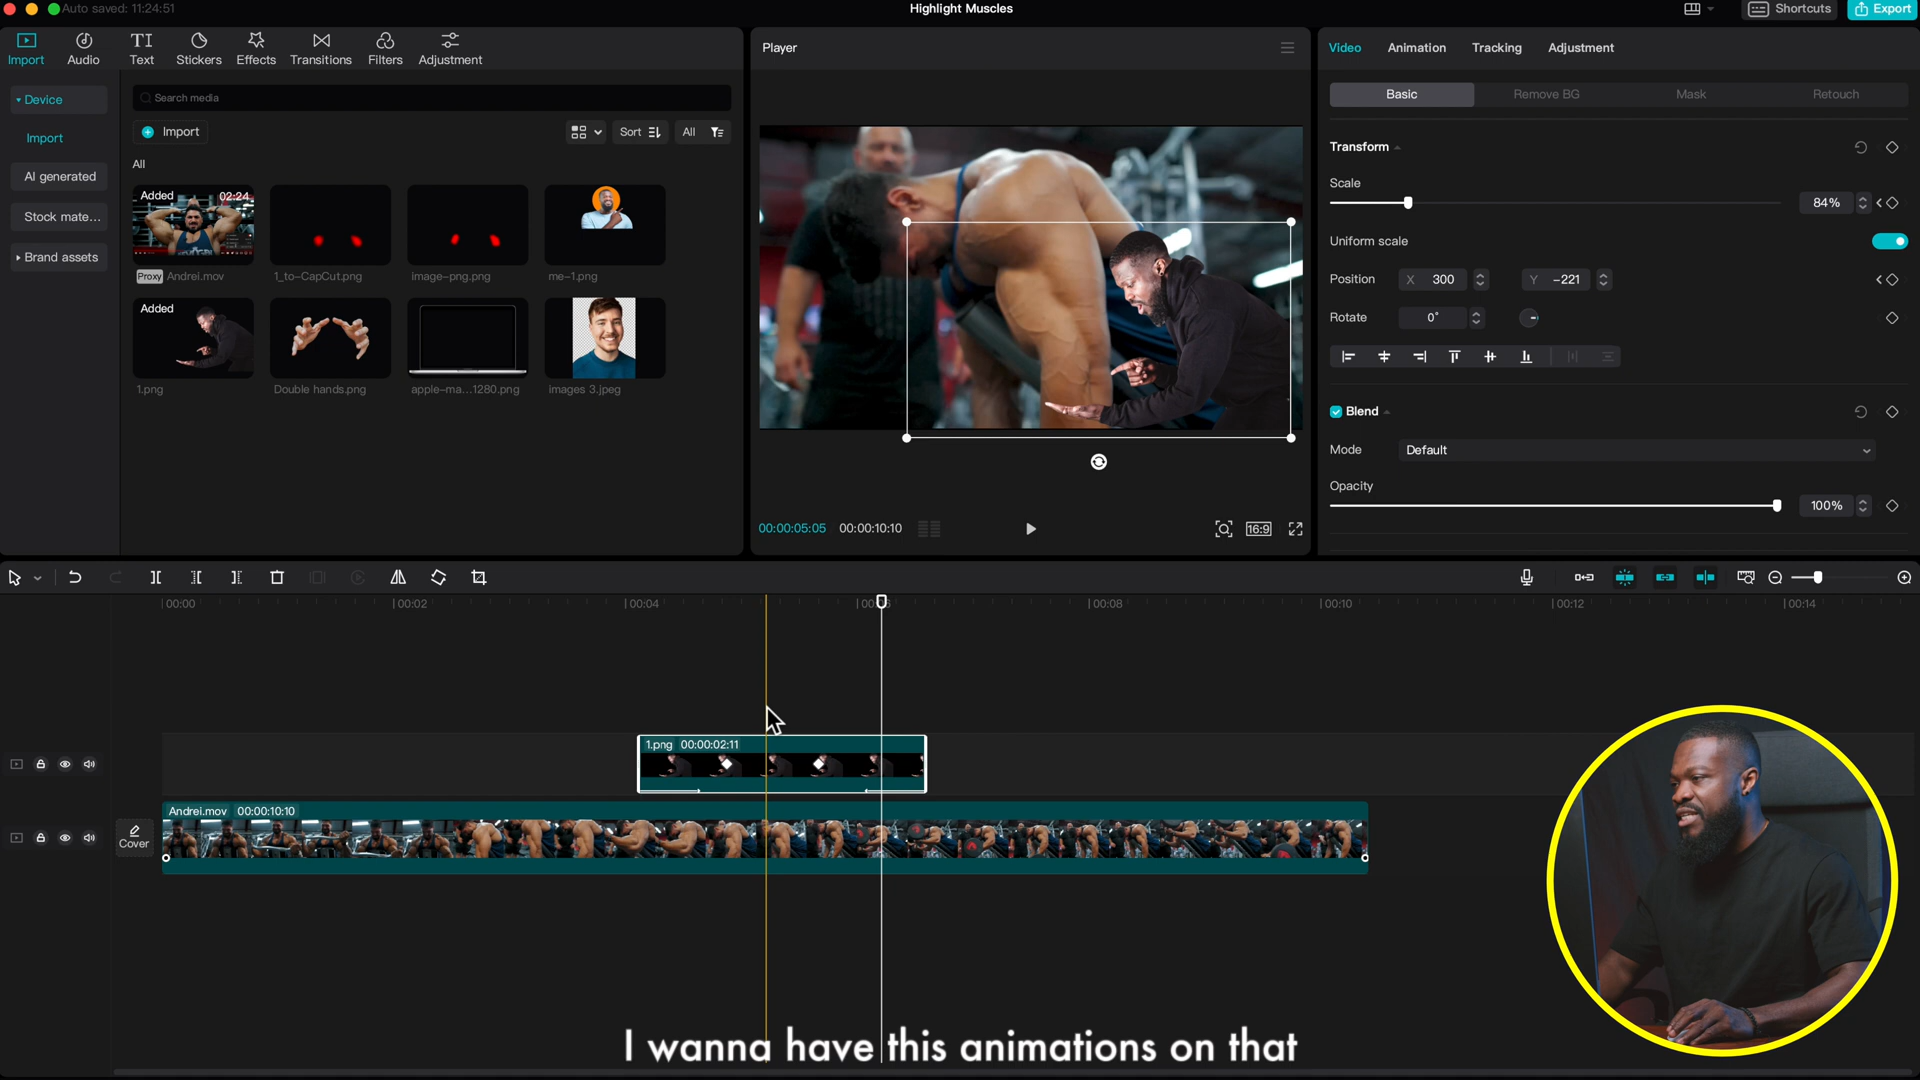 Auto saved: 11:24:51
Highlight Muscles
Shortcuts
Export
Import
Audio
Text
Stickers
Effects
Transitions
Filters
Adjustment
Device
Import
AI generated
Stock mate...
Brand assets
Search media
Import
Sort
All
All
Added
02:24
Proxy
Andrei.mov
1_to-CapCut.png
image-png.png
me-1.png
Added
1.png
Double hands.png
apple-ma...1280.png
images 3.jpeg
Player
00:00:05:05
00:00:10:10
16:9
Video
Animation
Tracking
Adjustment
Basic
Remove BG
Mask
Retouch
Transform
Scale
84%
Uniform scale
Position
X 300
Y -221
Rotate
0°
Blend
Mode
Default
Opacity
100%
00:00
00:02
00:04
00:08
00:10
00:12
00:14
1.png 00:00:02:11
Cover
Andrei.mov 00:00:10:10
I wanna have this animations on that